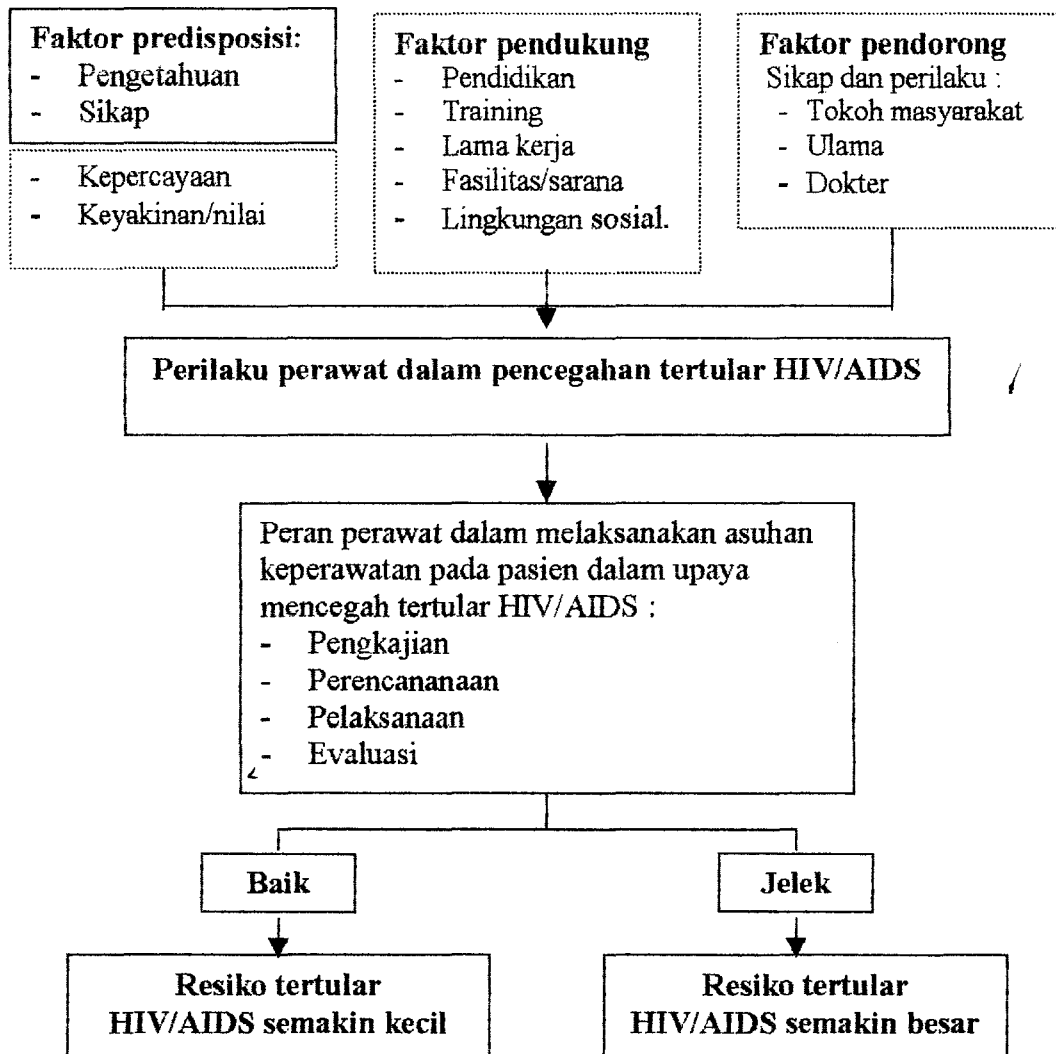 Faktor predisposisi:
- Pengetahuan
- Sikap
- Kepercayaan
- Keyakinan/nilai
Faktor pendukung
- Pendidikan
- Training
- Lama kerja
- Fasilitas/sarana
- Lingkungan sosial.
Faktor pendorong
Sikap dan perilaku :
- Tokoh masyarakat
- Ulama
- Dokter
Perilaku perawat dalam pencegahan tertular HIV/AIDS
Peran perawat dalam melaksanakan asuhan
keperawatan pada pasien dalam upaya
mencegah tertular HIV/AIDS :
- Pengkajian
- Perencananaan
- Pelaksanaan
- Evaluasi
Baik
Jelek
Resiko tertular
HIV/AIDS semakin kecil
Resiko tertular
HIV/AIDS semakin besar